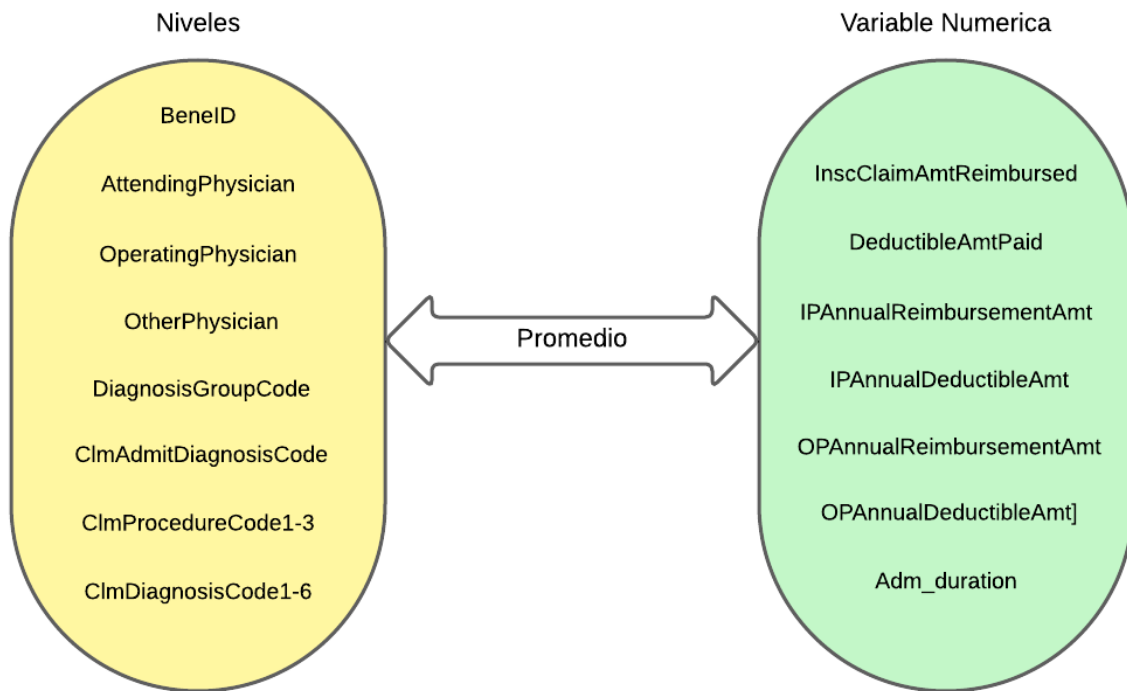 Niveles
BeneID
AttendingPhysician
OperatingPhysician
OtherPhysician
DiagnosisGroupCode
ClmAdmitDiagnosisCode
ClmProcedureCode1-3
ClmDiagnosisCode1-6
Promedio
Variable Numerica
InscClaimAmtReimbursed
DeductibleAmtPaid
IPAnnualReimbursementAmt
IPAnnualDeductibleAmt
OPAnnualReimbursementAmt
OPAnnualDeductibleAmt]
Adm_duration